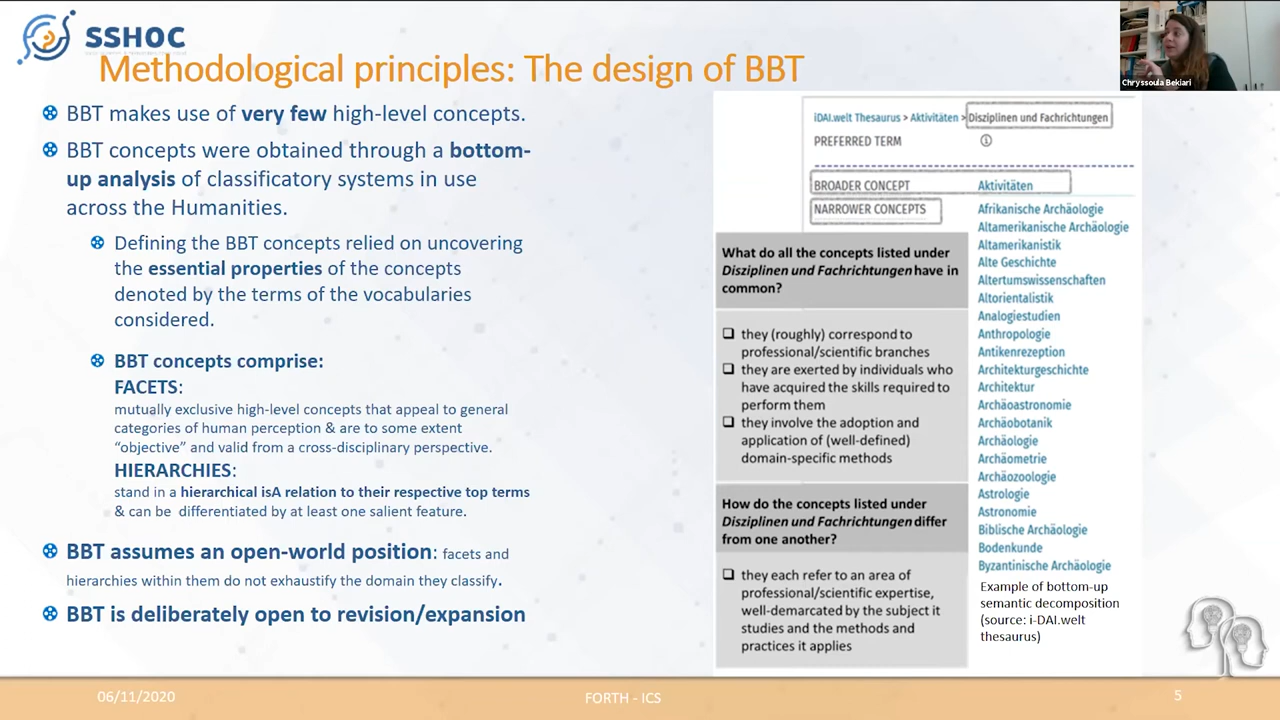 SSHOC
Methodological principles: The design of BBT
BBT makes use of very few high-level concepts.
BBT concepts were obtained through a bottom-
up analysis of classificatory systems in use
across the Humanities.
Defining the BBT concepts relied on uncovering
the essential properties of the concepts
denoted by the terms of the vocabularies
considered.
BBT concepts comprise:
FACETS:
mutually exclusive high-level concepts that appeal to general
categories of human perception & are to some extent
“objective” and valid from a cross-disciplinary perspective.
HIERARCHIES:
stand in a hierarchical isA relation to their respective top terms
& can be differentiated by at least one salient feature.
BBT assumes an open-world position: facets and
hierarchies within them do not exhaustify the domain they classify.
BBT is deliberately open to revision/expansion
Chryssoula Bekiari
iDAI.welt Thesaurus > Aktivitäten > Disziplinen und Fachrichtungen
PREFERRED TERM
BROADER CONCEPT Aktivitäten
NARROWER CONCEPTS Afrikanische Archäologie
Altamerikanische Archäologie
Altamerikanistik
Alte Geschichte
Altertumswissenschaften
Altorientalistik
Analogiestudien
Anthropologie
Antikenrezeption
Architekturgeschichte
Architektur
Archäoastronomie
Archäobotanik
Archäologie
Archäometrie
Archäozoologie
Astrologie
Astronomie
Biblische Archäologie
Bodenkunde
Byzantinische Archäologie
What do all the concepts listed under
Disziplinen und Fachrichtungen have in
common?
they (roughly) correspond to
professional/scientific branches
they are exerted by individuals who
have acquired the skills required to
perform them
they involve the adoption and
application of (well-defined)
domain-specific methods
How do the concepts listed under
Disziplinen und Fachrichtungen differ
from one another?
they each refer to an area of
professional/scientific expertise,
well-demarcated by the subject it
studies and the methods and
practices it applies
Example of bottom-up
semantic decomposition
(source: i-DAI.welt
thesaurus)
06/11/2020
FORTH - ICS
5